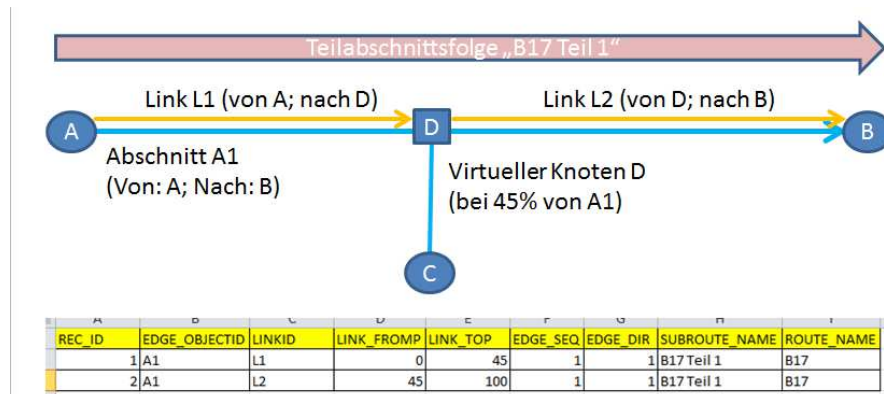 Teilabschnittsfolge „B17 Teil 1“
Link L1 (von A; nach D)
Link L2 (von D; nach B)
A
D
B
Abschnitt A1
(Von: A; Nach: B)
Virtueller Knoten D
(bei 45% von A1)
C
A B C D E F G H I
REC_ID EDGE_OBJECTID LINKID LINK_FROMP LINK_TOP EDGE_SEQ EDGE_DIR SUBROUTE_NAME ROUTE_NAME
1 A1 L1 0 45 1 1 B17 Teil 1 B17
2 A1 L2 45 100 1 1 B17 Teil 1 B17